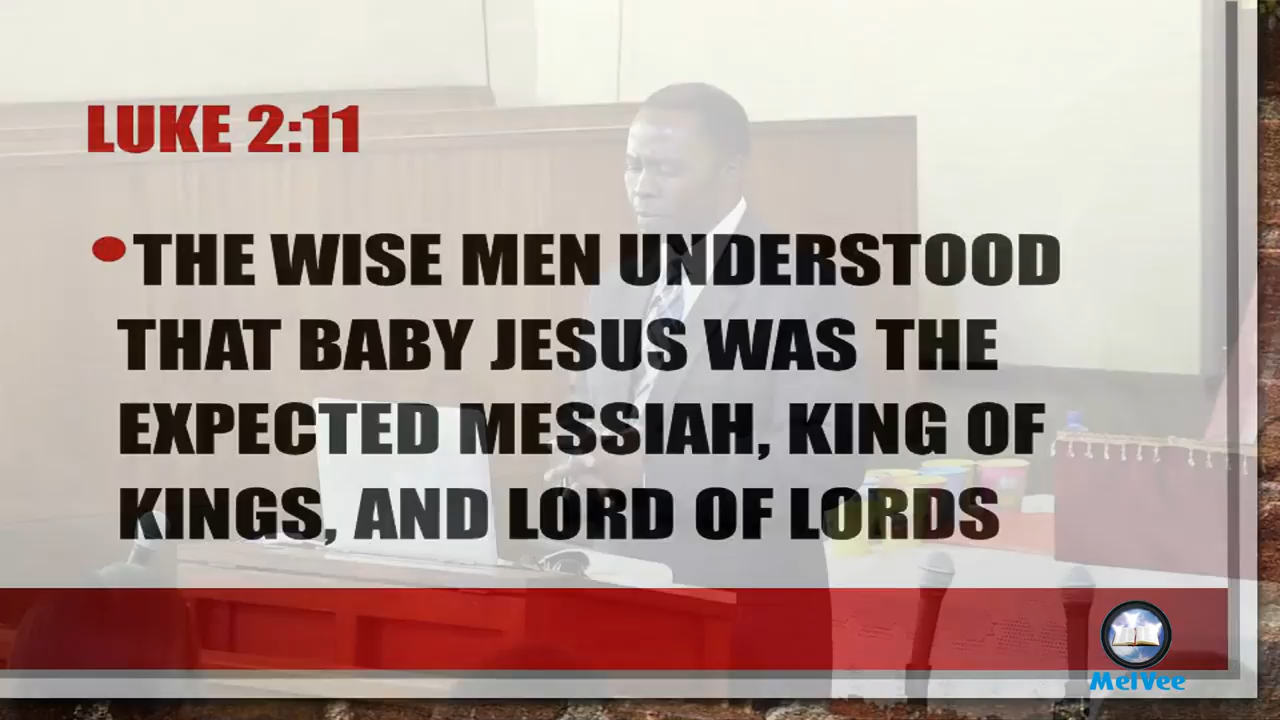 LUKE 2:11
•THE WISE MEN UNDERSTOOD
THAT BABY JESUS WAS THE
EXPECTED MESSIAH, KING OF
KINGS, AND LORD OF LORDS
MelVee